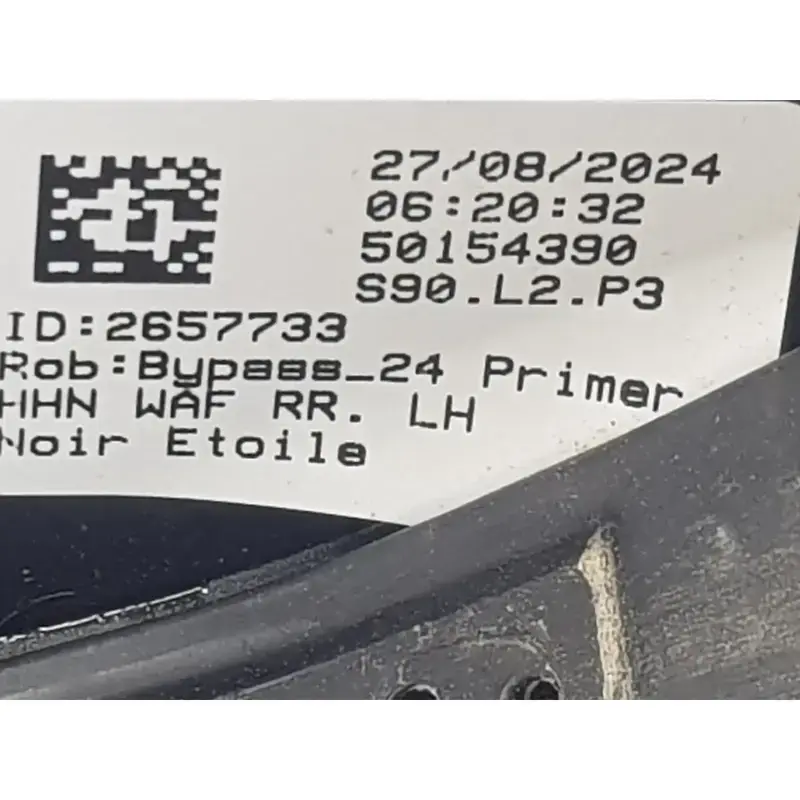 27/08/2024
06:20:32
50154390
S90.L2.P3
ID:2657733
Rob:Bypass_24 Primer
HHN WAF RR. LH
Noir Etoile